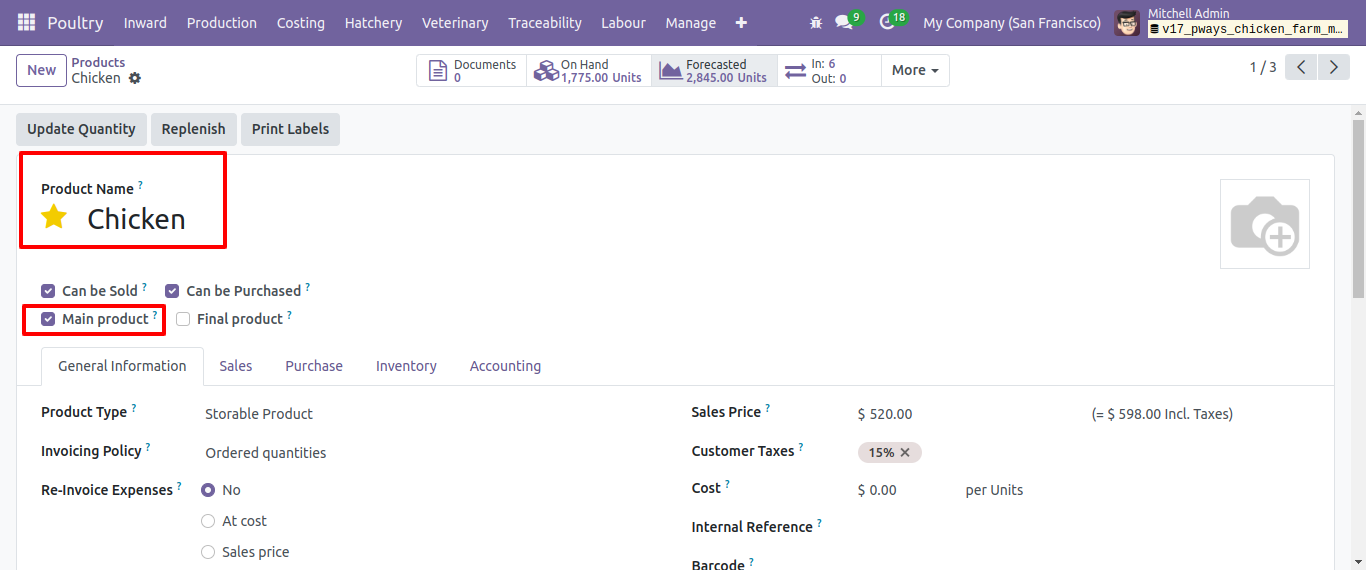 Poultry Inward Production Costing Hatchery Veterinary Traceability Labour Manage 9 18 My Company (San Francisco) Mitchell Admin
v17_pways_chicken_farm_m...
New Products
Chicken
Documents
0
On Hand
1,775.00 Units
Forecasted
2,845.00 Units
In: 6
Out: 0
More
1 / 3
Update Quantity Replenish Print Labels
Product Name ?
Chicken
Can be Sold ? Can be Purchased ?
Main product ? Final product ?
General Information Sales Purchase Inventory Accounting
Product Type ? Storable Product
Invoicing Policy ? Ordered quantities
Re-Invoice Expenses ? No
At cost
Sales price
Sales Price ? $ 520.00 (= $ 598.00 Incl. Taxes)
Customer Taxes ? 15%
Cost ? $ 0.00 per Units
Internal Reference ?
Barcode ?